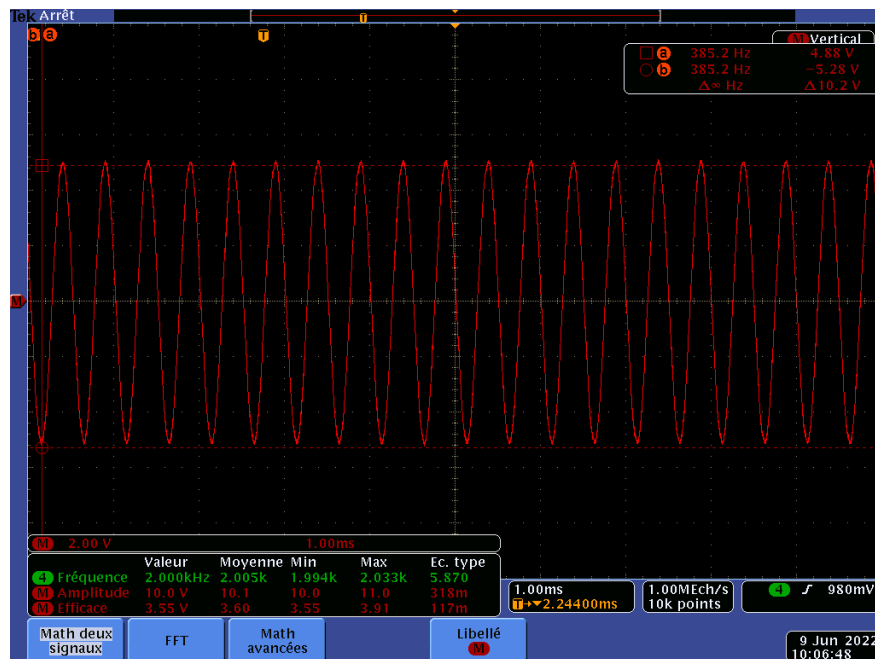 Tek Arrêt
T
b a T
M Vertical
a 385.2 Hz 4.88 V
b 385.2 Hz −5.28 V
Δ∞ Hz Δ10.2 V
M
M 2.00 V 1.00ms
Valeur Moyenne Min Max Ec. type
4 Fréquence 2.000kHz 2.005k 1.994k 2.033k 5.870
M Amplitude 10.0 V 10.1 10.0 11.0 318m
M Efficace 3.55 V 3.60 3.55 3.91 117m
1.00ms
T→▼2.24400ms
1.00MEch/s
10k points
4 980mV
Math deux
signaux
FFT
Math
avancées
Libellé
M
9 Jun 2022
10:06:48